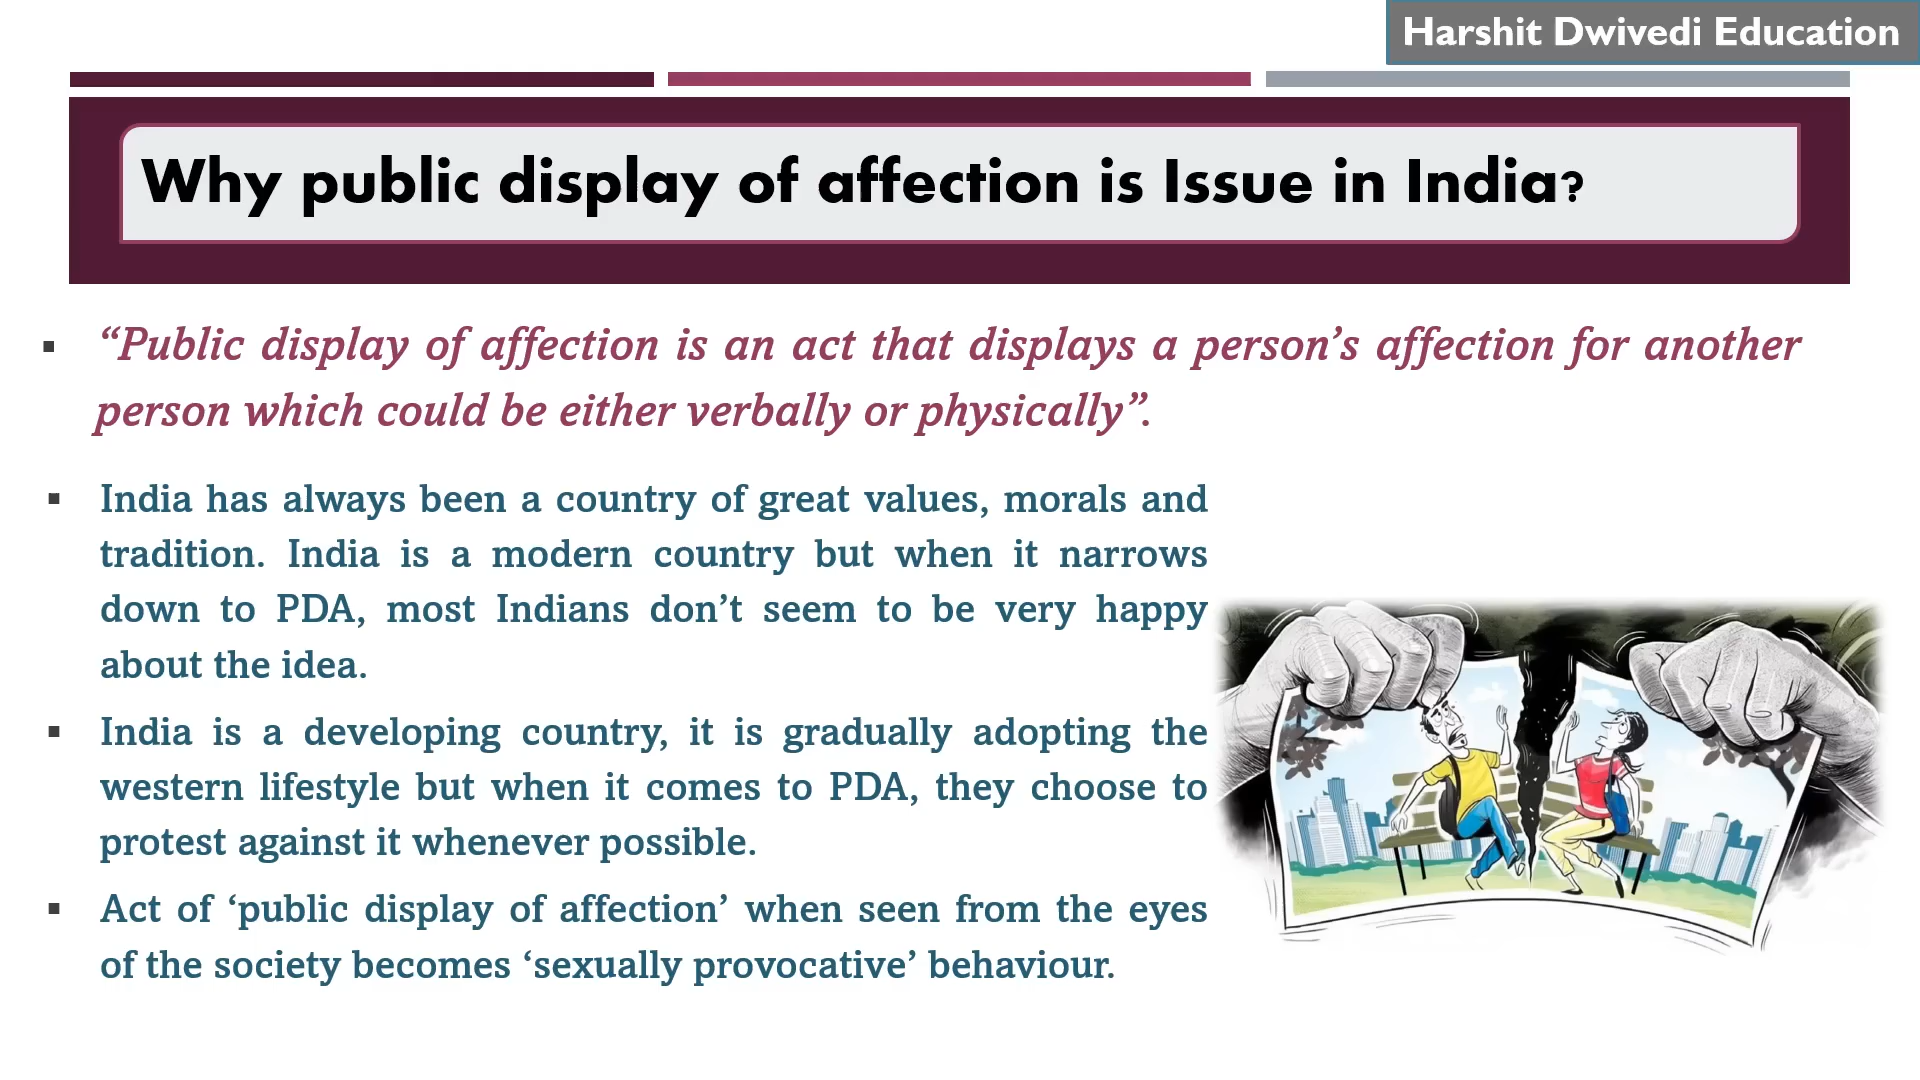 Harshit Dwivedi Education
Why public display of affection is Issue in India?
▪ “Public display of affection is an act that displays a person’s affection for another
person which could be either verbally or physically”.
▪ India has always been a country of great values, morals and
tradition. India is a modern country but when it narrows
down to PDA, most Indians don’t seem to be very happy
about the idea.
▪ India is a developing country, it is gradually adopting the
western lifestyle but when it comes to PDA, they choose to
protest against it whenever possible.
▪ Act of ‘public display of affection’ when seen from the eyes
of the society becomes ‘sexually provocative’ behaviour.